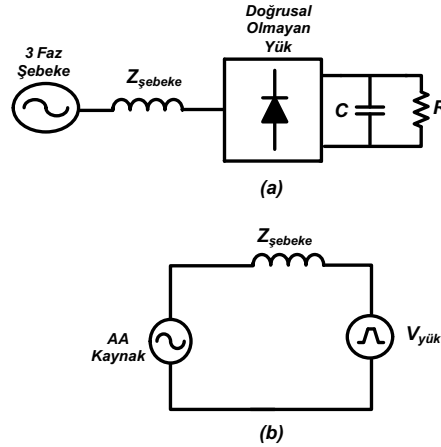 Doğrusal
Olmayan
Yük
3 Faz
Şebeke
Zşebeke
C
R
(a)
Zşebeke
AA
Kaynak
Vyük
(b)